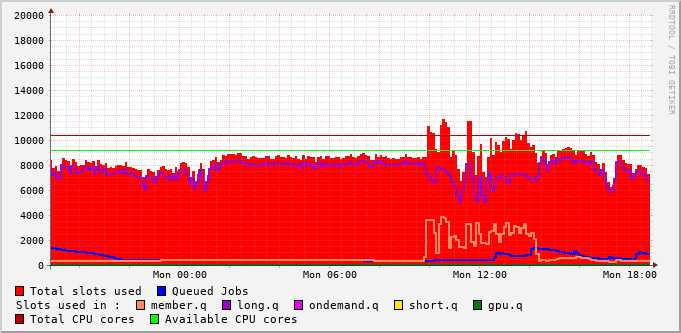 20000
18000
16000
14000
12000
10000
8000
6000
4000
2000
0
Mon 00:00 Mon 06:00 Mon 12:00 Mon 18:00
Total slots used Queued Jobs
Slots used in : member.q long.q ondemand.q short.q gpu.q
Total CPU cores Available CPU cores
RRDTOOL / TOBI OETIKER